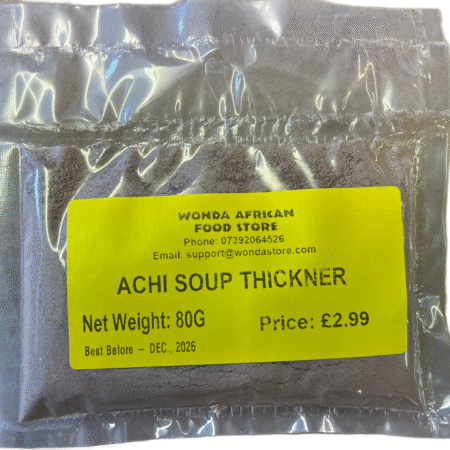 WONDA AFRICAN
FOOD STORE
Phone: 07392064526
Email: support@wondastore.com
ACHI SOUP THICKNER
Net Weight: 80G
Price: £2.99
Best Before – DEC., 2026